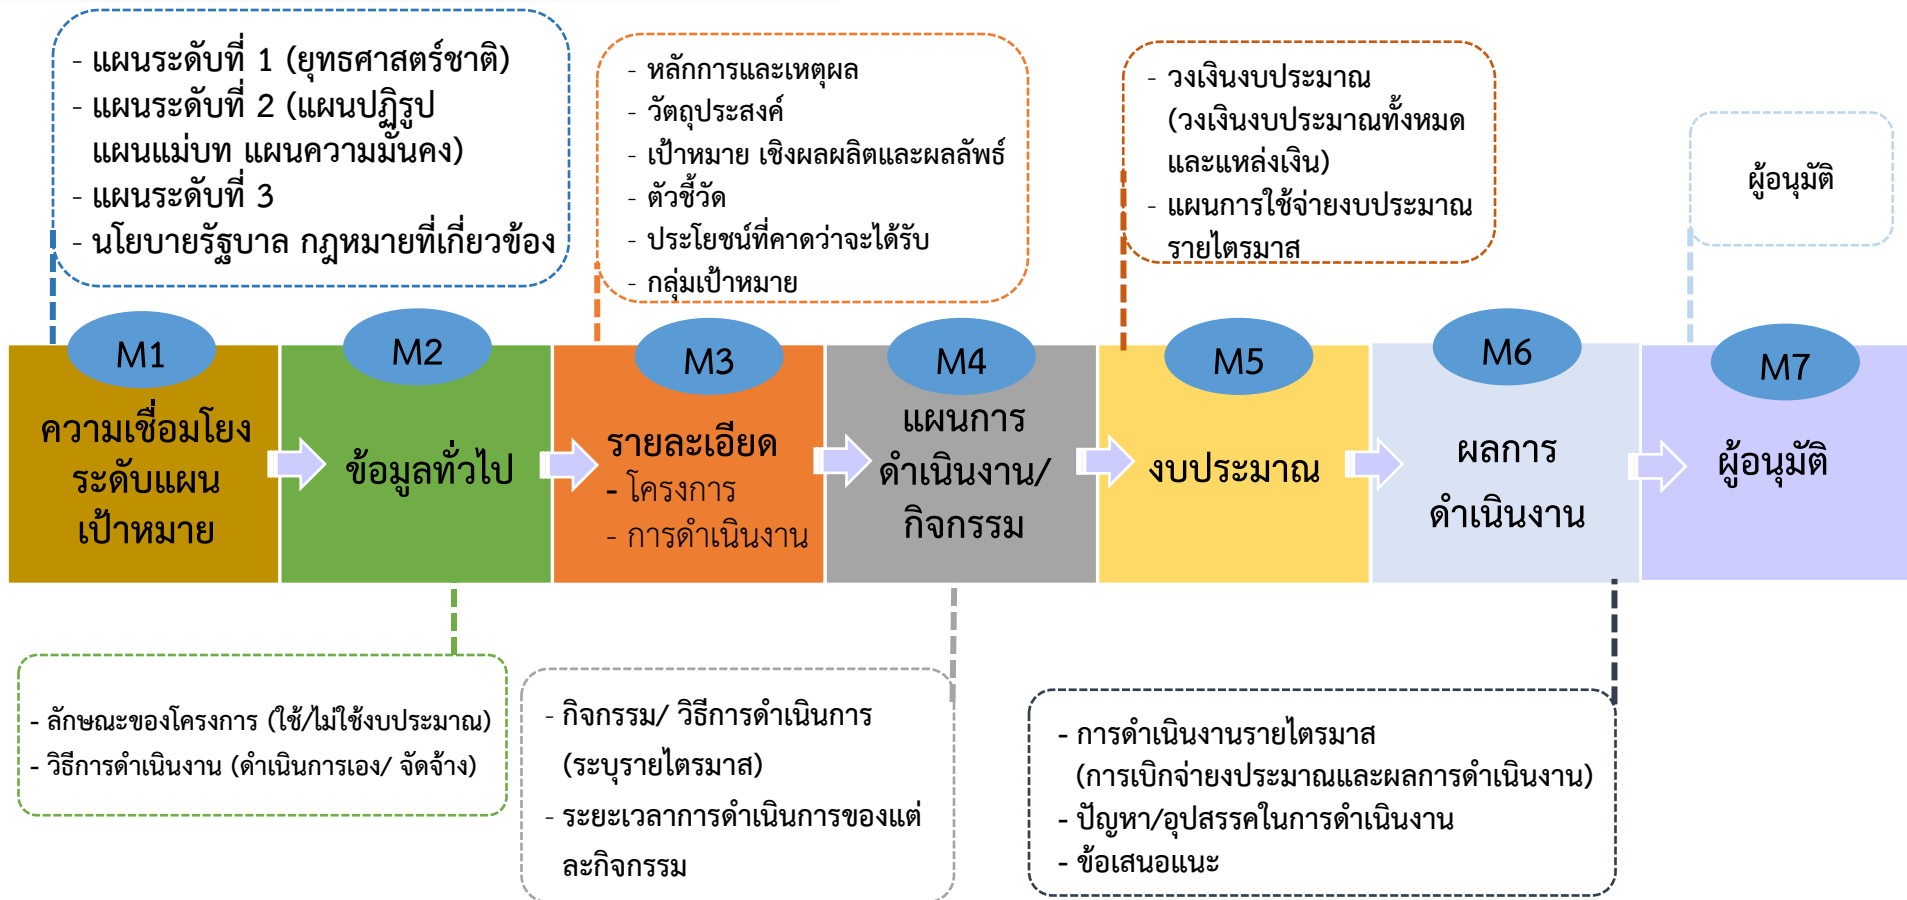 - แผนระดับที่ 1 (ยุทธศาสตร์ชาติ)
- แผนระดับที่ 2 (แผนปฏิรูป
แผนแม่บท แผนความมั่นคง)
- แผนระดับที่ 3
- นโยบายรัฐบาล กฎหมายที่เกี่ยวข้อง
- หลักการและเหตุผล
- วัตถุประสงค์
- เป้าหมาย เชิงผลผลิตและผลลัพธ์
- ตัวชี้วัด
- ประโยชน์ที่คาดว่าจะได้รับ
- กลุ่มเป้าหมาย
- วงเงินงบประมาณ
(วงเงินงบประมาณทั้งหมด
และแหล่งเงิน)
- แผนการใช้จ่ายงบประมาณ
รายไตรมาส
ผู้อนุมัติ
M1
ความเชื่อมโยง
ระดับแผน
เป้าหมาย
M2
ข้อมูลทั่วไป
M3
รายละเอียด
- โครงการ
- การดำเนินงาน
M4
แผนการ
ดำเนินงาน/
กิจกรรม
M5
งบประมาณ
M6
ผลการ
ดำเนินงาน
M7
ผู้อนุมัติ
- ลักษณะของโครงการ (ใช้/ไม่ใช้งบประมาณ)
- วิธีการดำเนินงาน (ดำเนินการเอง/ จัดจ้าง)
- กิจกรรม/ วิธีการดำเนินการ
(ระบุรายไตรมาส)
- ระยะเวลาการดำเนินการของแต่
ละกิจกรรม
- การดำเนินงานรายไตรมาส
(การเบิกจ่ายงประมาณและผลการดำเนินงาน)
- ปัญหา/อุปสรรคในการดำเนินงาน
- ข้อเสนอแนะ